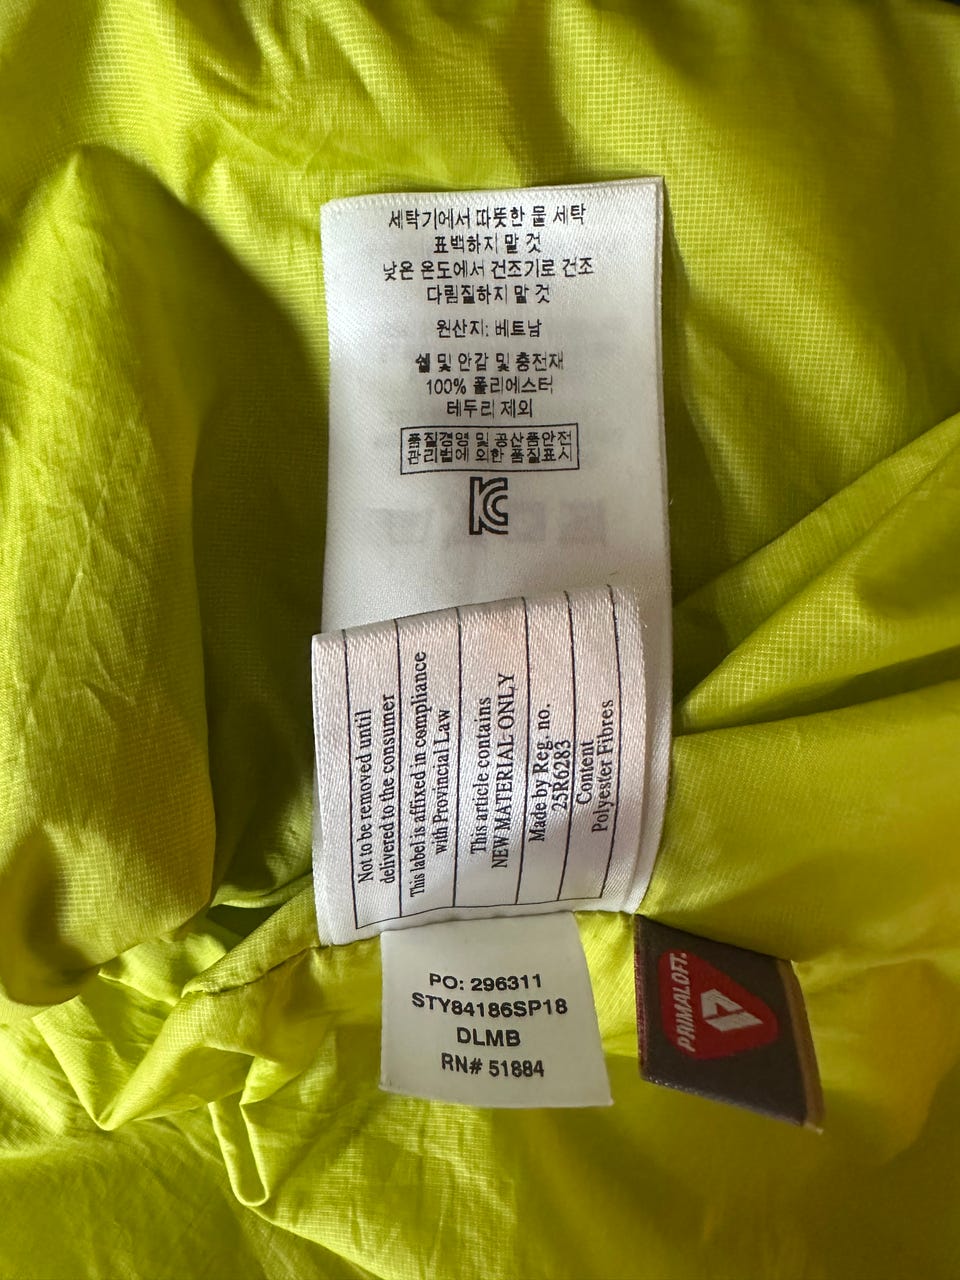 세탁기에서 따뜻한 물 세탁
표백하지 말 것
낮은 온도에서 건조기로 건조
다림질하지 말 것
원산지: 베트남
쉘 및 안감 및 충전재
100% 폴리에스터
테두리 제외
품질경영 및 공산품안전
관리법에 의한 품질표시
Not to be removed until
delivered to the consumer
This label is affixed in compliance
with Provincial Law
This article contains
NEW MATERIAL ONLY
Made by Reg. no.
25R6283
Content
Polyester Fibres
PO: 296311
STY84186SP18
DLMB
RN# 51884
PRIMALOFT.